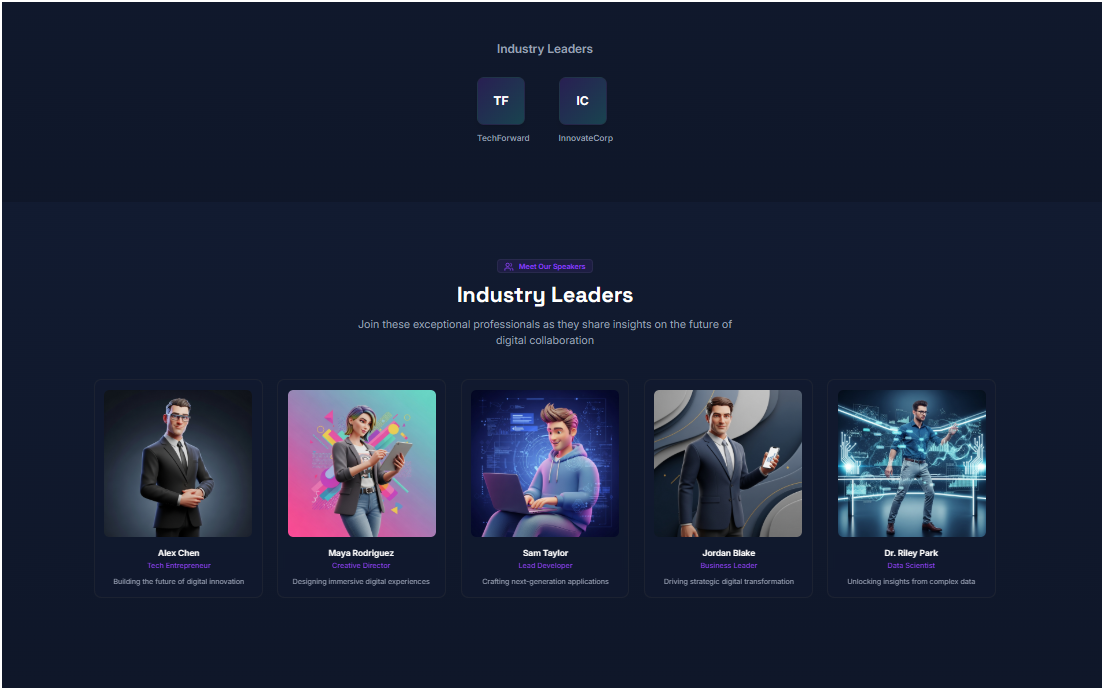 Industry Leaders
TF
IC
TechForward
InnovateCorp
Meet Our Speakers
Industry Leaders
Join these exceptional professionals as they share insights on the future of
digital collaboration
Alex Chen
Tech Entrepreneur
Building the future of digital innovation
Maya Rodriguez
Creative Director
Designing immersive digital experiences
Sam Taylor
Lead Developer
Crafting next-generation applications
Jordan Blake
Business Leader
Driving strategic digital transformation
Dr. Riley Park
Data Scientist
Unlocking insights from complex data